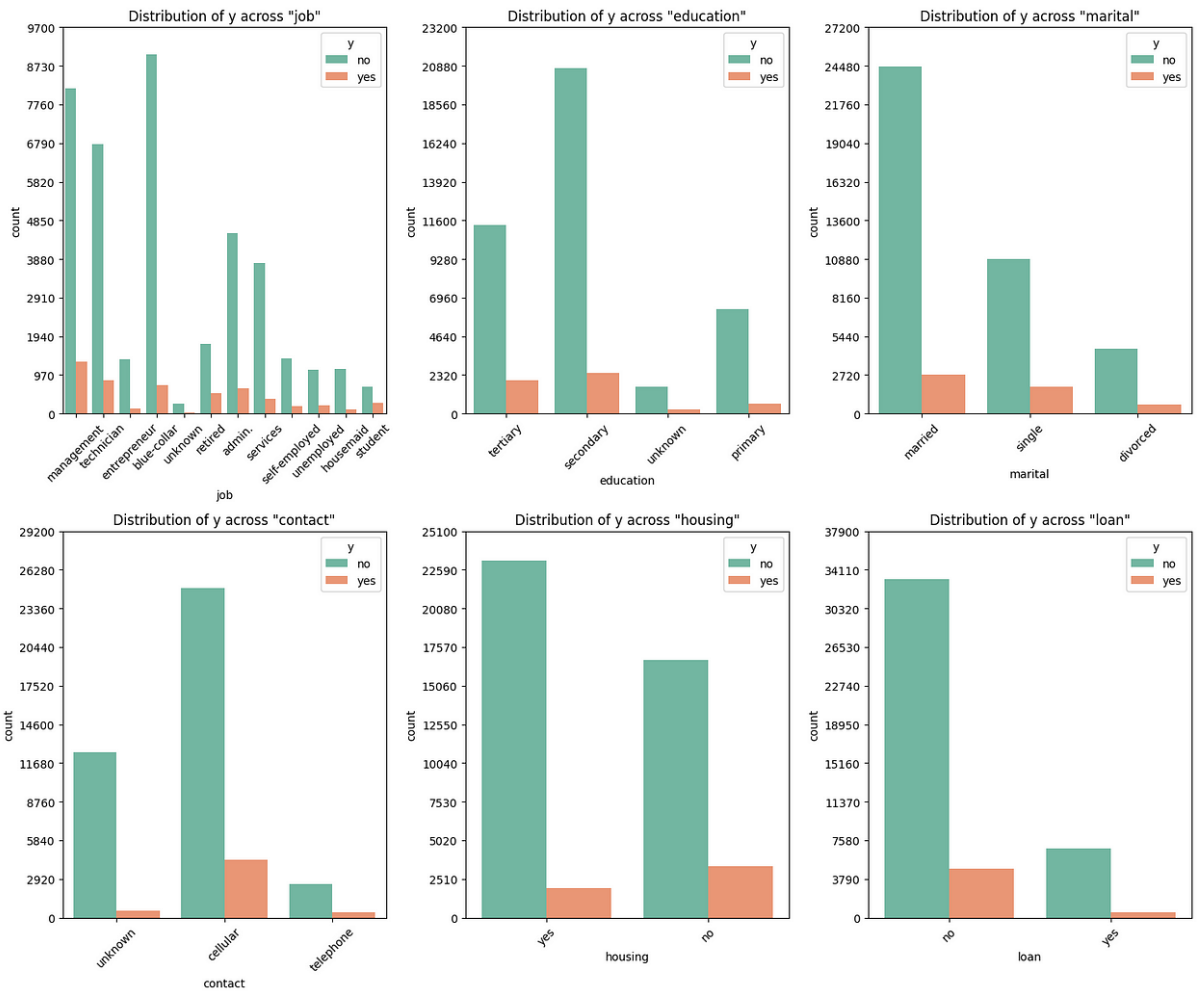 Distribution of y across "job"
9700
8730
7760
6790
5820
4850
3880
2910
1940
970
0
count
y
no
yes
management
technician
entrepreneur
blue-collar
unknown
retired
admin.
services
self-employed
unemployed
housemaid
student
job
Distribution of y across "education"
23200
20880
18560
16240
13920
11600
9280
6960
4640
2320
0
count
y
no
yes
tertiary
secondary
unknown
primary
education
Distribution of y across "marital"
27200
24480
21760
19040
16320
13600
10880
8160
5440
2720
0
count
y
no
yes
married
single
divorced
marital
Distribution of y across "contact"
29200
26280
23360
20440
17520
14600
11680
8760
5840
2920
0
count
y
no
yes
unknown
cellular
telephone
contact
Distribution of y across "housing"
25100
22590
20080
17570
15060
12550
10040
7530
5020
2510
0
count
y
no
yes
yes
no
housing
Distribution of y across "loan"
37900
34110
30320
26530
22740
18950
15160
11370
7580
3790
0
count
y
no
yes
no
yes
loan